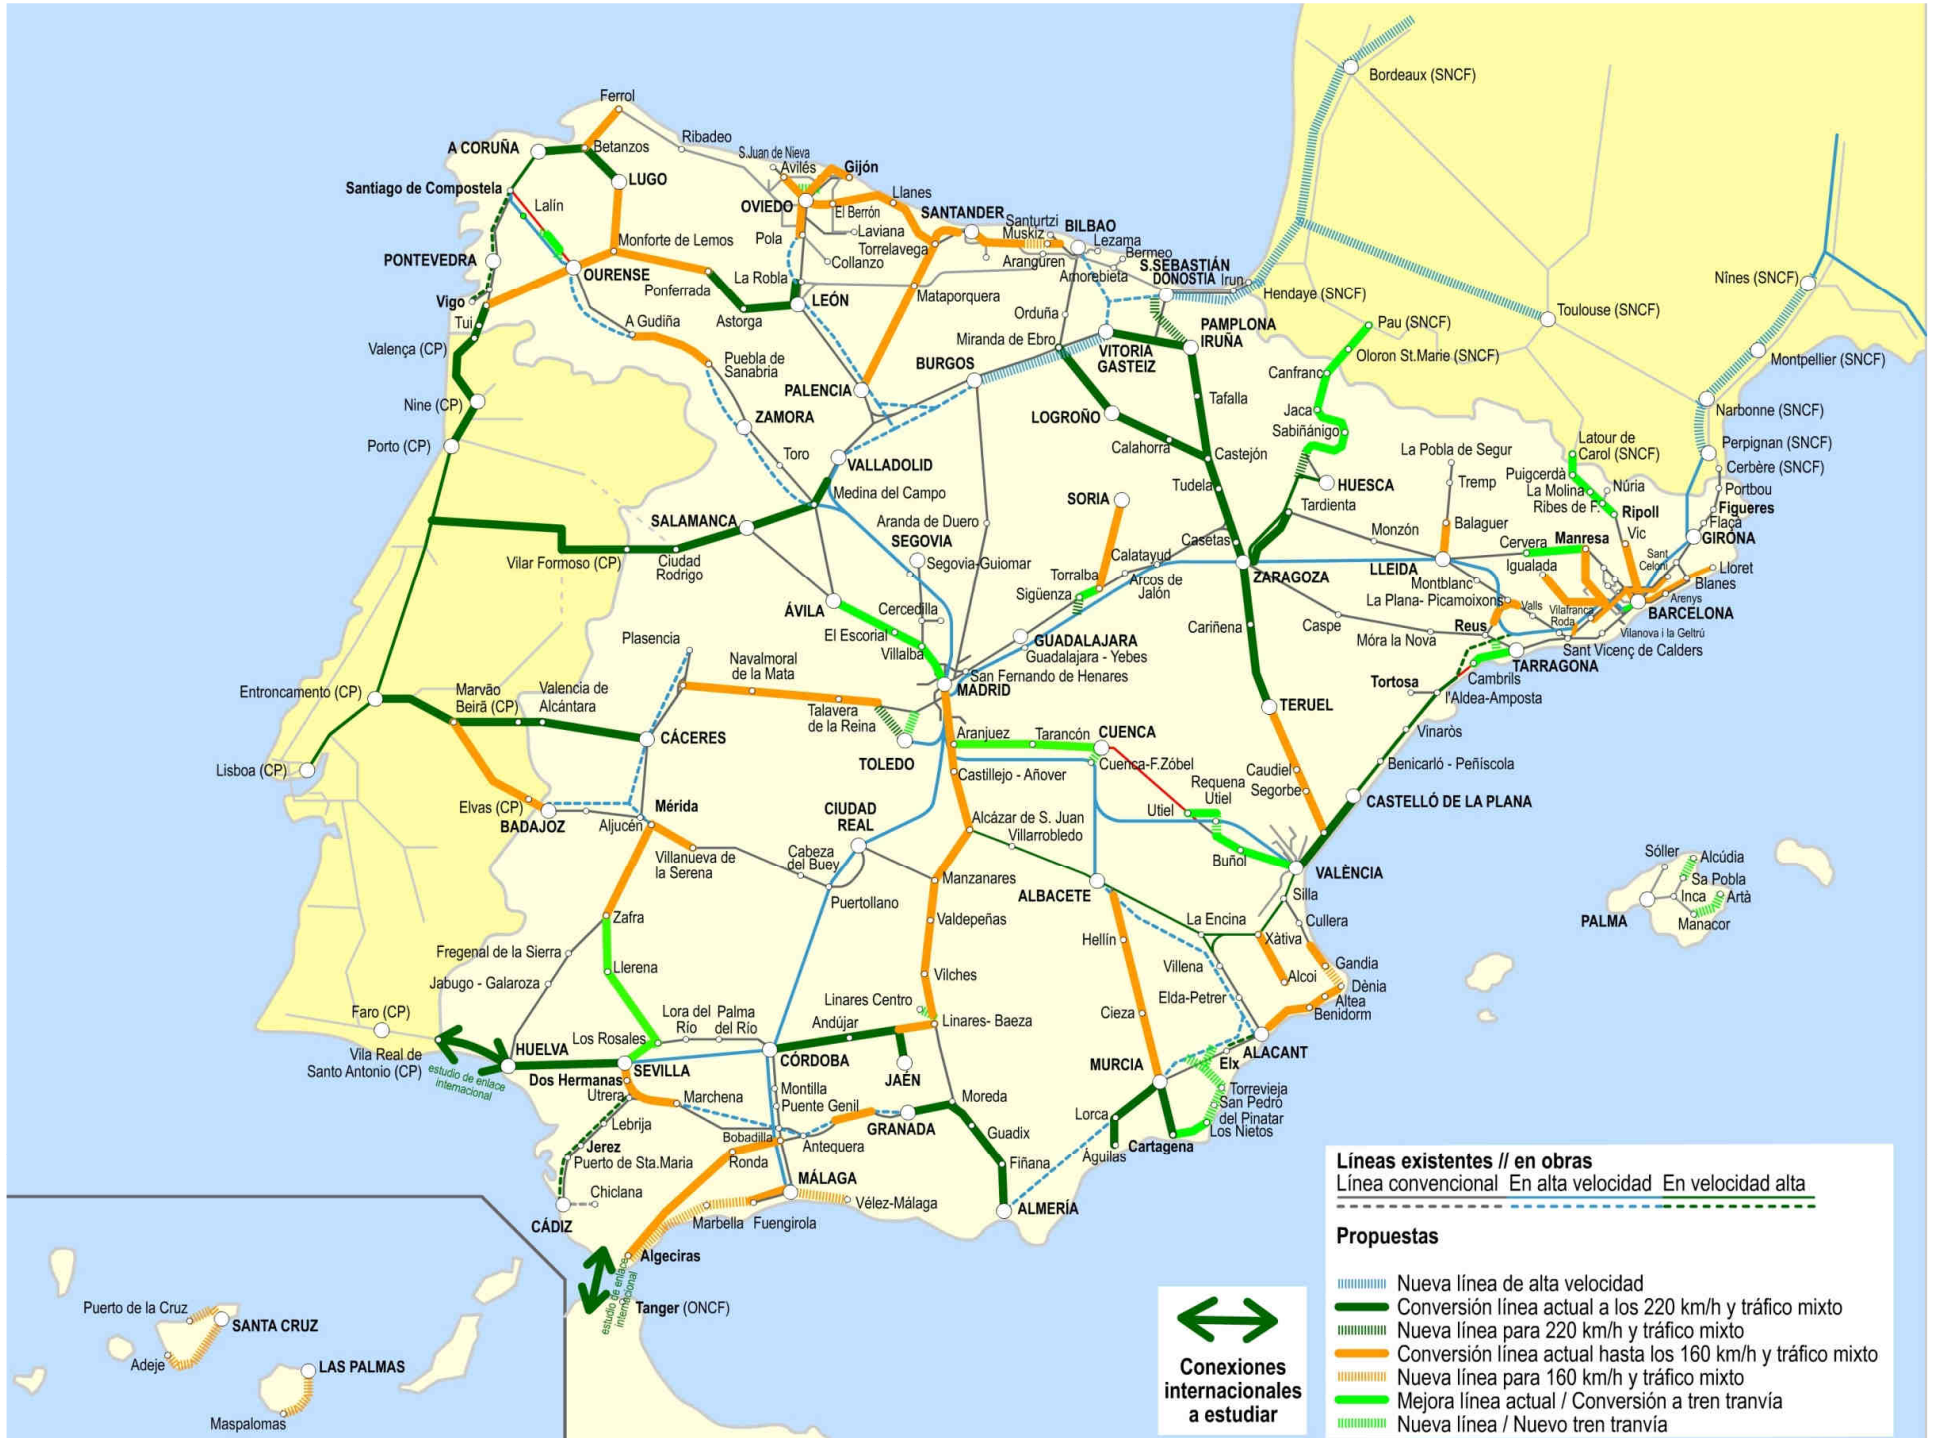 Bordeaux (SNCF)
Ferrol
Ribadeo
A CORUÑA
Betanzos
S.Juan de Nieva
Avilés
Gijón
LUGO
Santiago de Compostela
Lalín
OVIEDO
El Berrón
Llanes
SANTANDER
Santurtzi
Muskiz
BILBAO
Lezama
Bermeo
Laviana
Pola
Torrelavega
Collanzo
Aranguren
Amorebieta
S.SEBASTIÁN
DONOSTIA
Irun
Hendaye (SNCF)
Nînes (SNCF)
Monforte de Lemos
PONTEVEDRA
OURENSE
Ponferrada
La Robla
LEÓN
Mataporquera
Vigo
Tui
Astorga
Orduña
Toulouse (SNCF)
Valença (CP)
A Gudiña
Miranda de Ebro
PAMPLONA
IRUÑA
VITORIA
GASTEIZ
Pau (SNCF)
Oloron St.Marie (SNCF)
Montpellier (SNCF)
Puebla de
Sanabria
BURGOS
PALENCIA
Canfranc
Nine (CP)
Tafalla
Jaca
Narbonne (SNCF)
ZAMORA
LOGROÑO
Sabiñánigo
Porto (CP)
Calahorra
Castejón
La Pobla de Segur
Latour de
Carol (SNCF)
Perpignan (SNCF)
Toro
VALLADOLID
Cerbère (SNCF)
Tudela
HUESCA
Tremp
Puigcerdà
La Molina
Núria
Portbou
Medina del Campo
SORIA
Ribes de F.
Figueres
SALAMANCA
Aranda de Duero
Tardienta
Balaguer
Ripoll
Flaça
GIRONA
SEGOVIA
Segovia-Guiomar
Casetas
Monzón
Cervera
Manresa
Vic
Vilar Formoso (CP)
Ciudad
Rodrigo
Calatayud
Igualada
Sant
Celoni
Lloret
Torralba
Arcos de
Jalón
ZARAGOZA
LLEIDA
Montblanc
Blanes
ÁVILA
Cercedilla
Sigüenza
La Plana- Picamoixons
Valls
Vilafranca
Arenys
BARCELONA
El Escorial
Villalba
GUADALAJARA
Cariñena
Caspe
Móra la Nova
Reus
Roda
Vilanova i la Geltrú
Plasencia
Guadalajara - Yebes
Sant Vicenç de Calders
Navalmoral
de la Mata
San Fernando de Henares
TARRAGONA
Entroncamento (CP)
Marvão
Beirã (CP)
Valencia de
Alcántara
MADRID
Tortosa
Cambrils
l'Aldea-Amposta
TERUEL
Talavera
de la Reina
Vinaròs
CÁCERES
Aranjuez
Tarancón
CUENCA
Lisboa (CP)
TOLEDO
Cuenca-F.Zóbel
Benicarló - Peñíscola
Castillejo - Añover
Caudiel
Segorbe
Requena
Utiel
CASTELLÓ DE LA PLANA
Elvas (CP)
BADAJOZ
Mérida
Aljucén
CIUDAD
REAL
Alcázar de S. Juan
Villarrobledo
Utiel
Buñol
Villanueva de
la Serena
Cabeza
del Buey
VALÈNCIA
Sóller
Alcúdia
Sa Pobla
Inca
Artà
PALMA
Manacor
Manzanares
Puertollano
ALBACETE
Silla
Zafra
Valdepeñas
La Encina
Cullera
Xàtiva
Hellín
Fregenal de la Sierra
Llerena
Vilches
Villena
Gandia
Alcoi
Jabugo - Galaroza
Dènia
Altea
Benidorm
Linares Centro
Elda-Petrer
Faro (CP)
Lora del
Río
Palma
del Río
Andújar
Linares- Baeza
Cieza
Los Rosales
Vila Real de
Santo Antonio (CP)
HUELVA
CÓRDOBA
ALACANT
Elx
estudio de enlace
internacional
SEVILLA
JAÉN
MURCIA
Dos Hermanas
Utrera
Marchena
Montilla
Puente Genil
Moreda
Torrevieja
San Pedro
del Pinatar
Los Nietos
Lebrija
GRANADA
Lorca
Jerez
Bobadilla
Antequera
Guadix
Cartagena
Águilas
Puerto de Sta.Maria
Ronda
Fiñana
Chiclana
MÁLAGA
CÁDIZ
Marbella
Fuengirola
Vélez-Málaga
ALMERÍA
Algeciras
estudio de enlace
internacional
Tanger (ONCF)
Puerto de la Cruz
SANTA CRUZ
Adeje
LAS PALMAS
Maspalomas
Conexiones
internacionales
a estudiar
Líneas existentes // en obras
Línea convencional En alta velocidad En velocidad alta
Propuestas
Nueva línea de alta velocidad
Conversión línea actual a los 220 km/h y tráfico mixto
Nueva línea para 220 km/h y tráfico mixto
Conversión línea actual hasta los 160 km/h y tráfico mixto
Nueva línea para 160 km/h y tráfico mixto
Mejora línea actual / Conversión a tren tranvía
Nueva línea / Nuevo tren tranvía